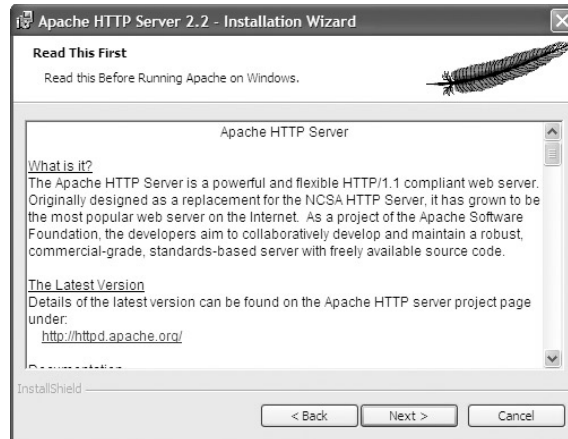 Apache HTTP Server 2.2 - Installation Wizard
Read This First
Read this Before Running Apache on Windows.
Apache HTTP Server
What is it?
The Apache HTTP Server is a powerful and flexible HTTP/1.1 compliant web server.
Originally designed as a replacement for the NCSA HTTP Server, it has grown to be
the most popular web server on the Internet. As a project of the Apache Software
Foundation, the developers aim to collaboratively develop and maintain a robust,
commercial-grade, standards-based server with freely available source code.
The Latest Version
Details of the latest version can be found on the Apache HTTP server project page
under:
http://httpd.apache.org/
Documentation
InstallShield
< Back
Next >
Cancel